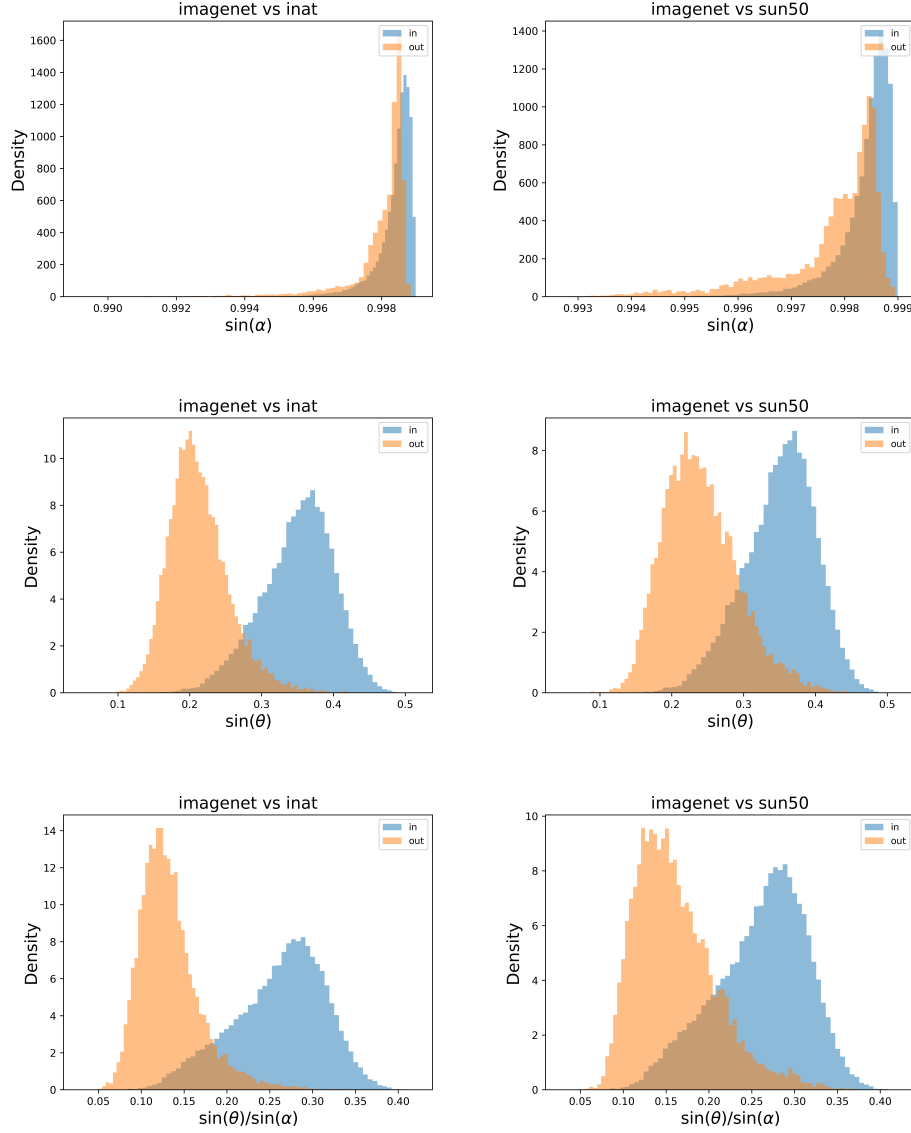 imagenet vs inat
in
out
1600
1400
1200
1000
800
600
400
200
0
Density
0.990 0.992 0.994 0.996 0.998
sin(α)
imagenet vs sun50
in
out
1400
1200
1000
800
600
400
200
0
Density
0.993 0.994 0.995 0.996 0.997 0.998 0.999
sin(α)
imagenet vs inat
in
out
10
8
6
4
2
0
Density
0.1 0.2 0.3 0.4 0.5
sin(θ)
imagenet vs sun50
in
out
8
6
4
2
0
Density
0.1 0.2 0.3 0.4 0.5
sin(θ)
imagenet vs inat
in
out
14
12
10
8
6
4
2
0
Density
0.05 0.10 0.15 0.20 0.25 0.30 0.35 0.40
sin(θ)/sin(α)
imagenet vs sun50
in
out
10
8
6
4
2
0
Density
0.05 0.10 0.15 0.20 0.25 0.30 0.35 0.40
sin(θ)/sin(α)